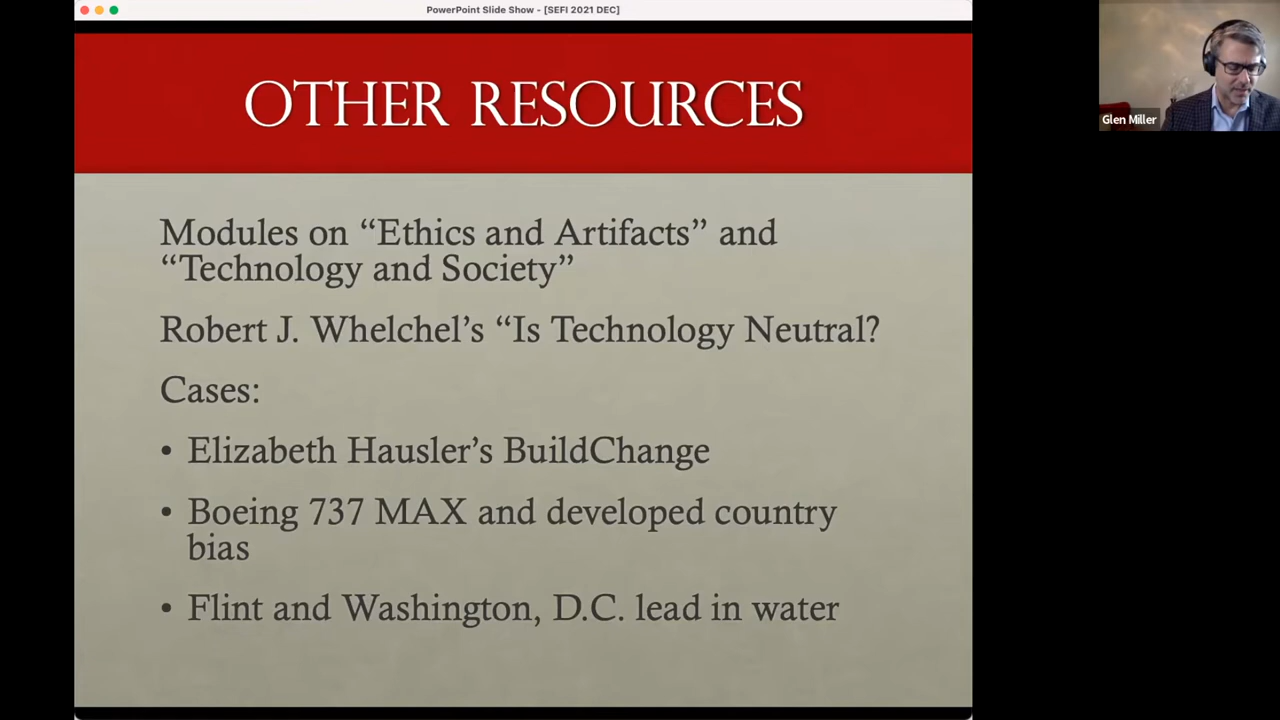 PowerPoint Slide Show - [SEFI 2021 DEC]
OTHER RESOURCES
Modules on “Ethics and Artifacts” and
“Technology and Society”
Robert J. Whelchel’s “Is Technology Neutral?
Cases:
• Elizabeth Hausler’s BuildChange
• Boeing 737 MAX and developed country
bias
• Flint and Washington, D.C. lead in water
Glen Miller